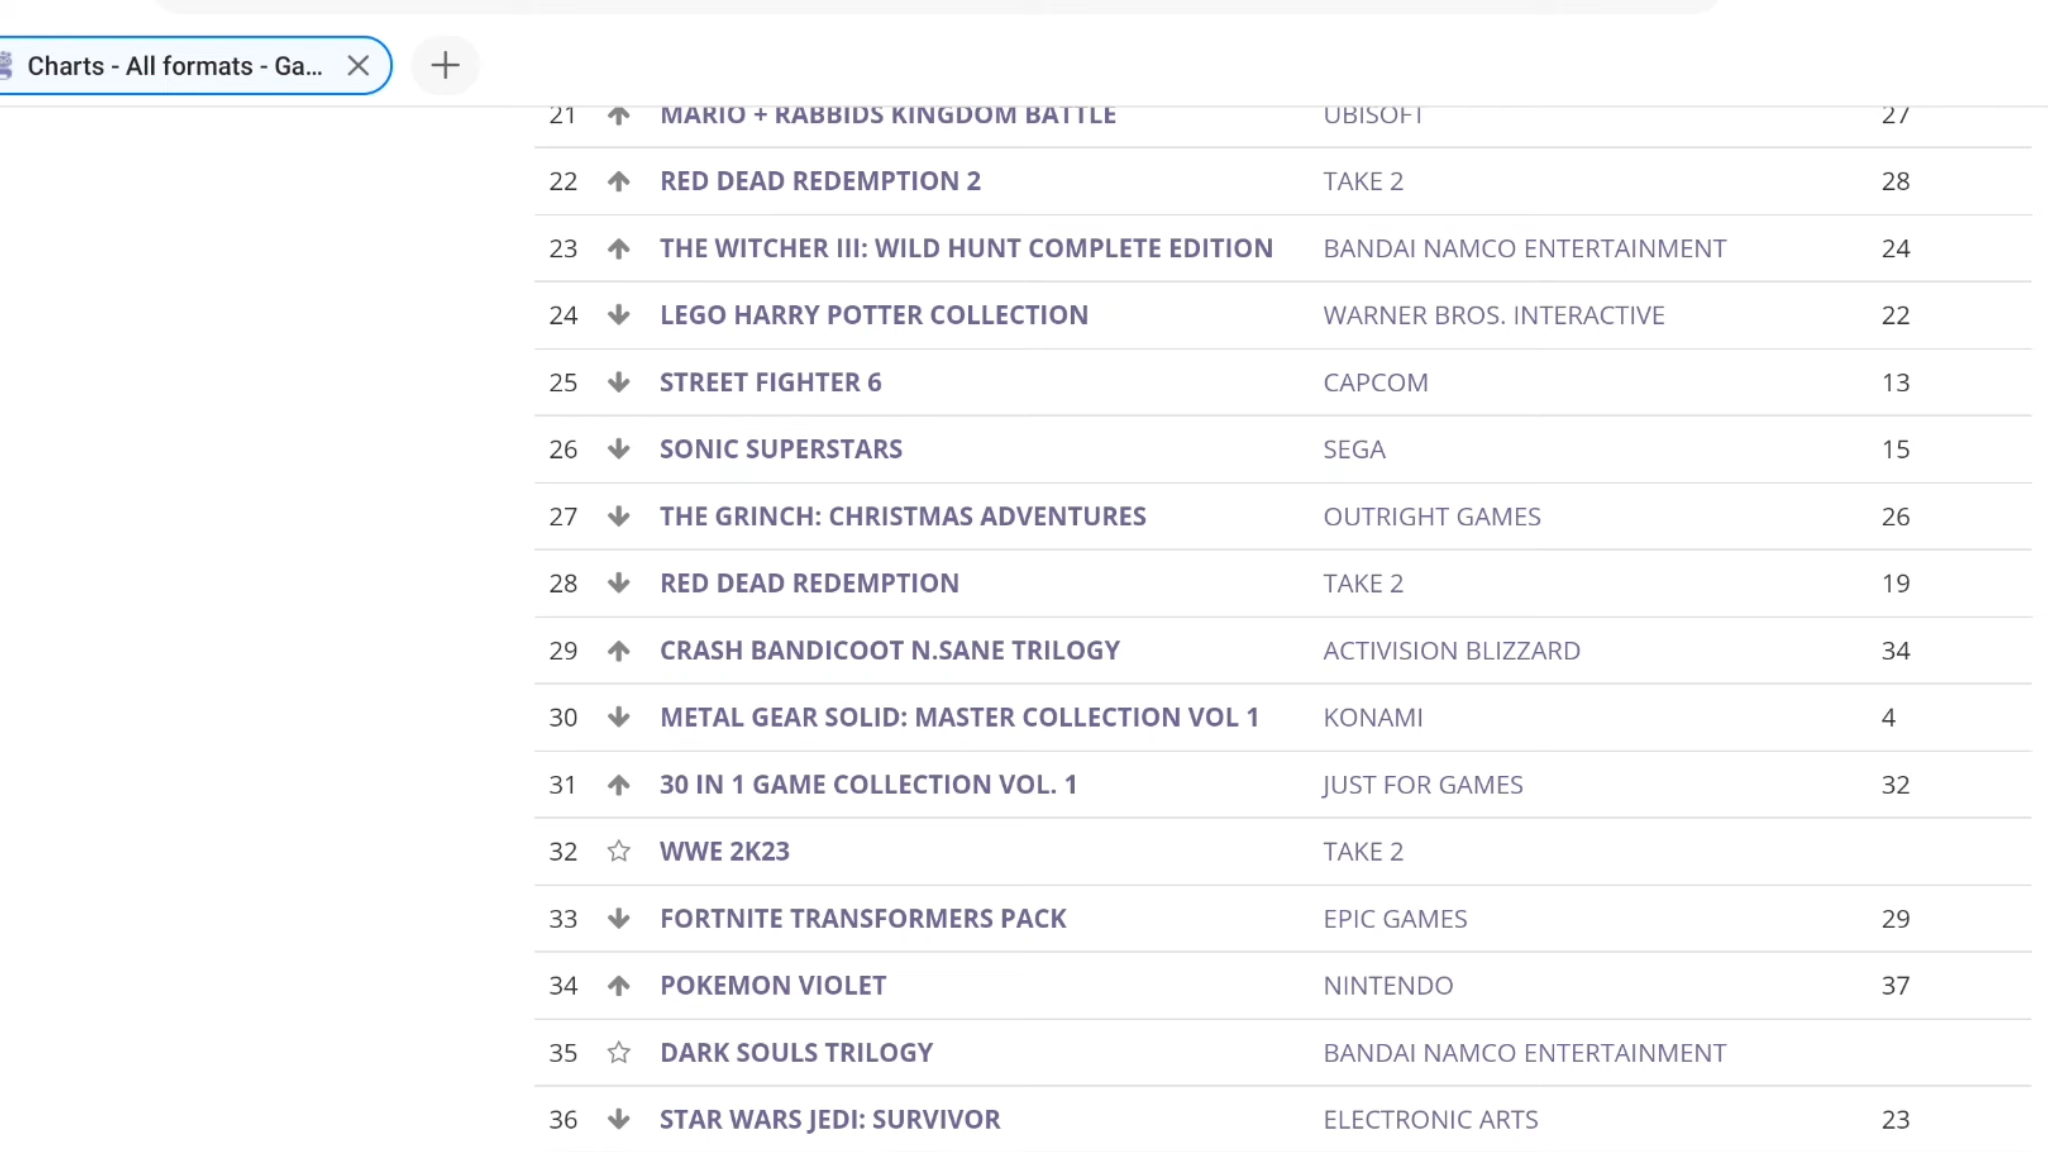 Charts - All formats - Ga...
21 MARIO + RABBIDS KINGDOM BATTLE UBISOFT 27
22 RED DEAD REDEMPTION 2 TAKE 2 28
23 THE WITCHER III: WILD HUNT COMPLETE EDITION BANDAI NAMCO ENTERTAINMENT 24
24 LEGO HARRY POTTER COLLECTION WARNER BROS. INTERACTIVE 22
25 STREET FIGHTER 6 CAPCOM 13
26 SONIC SUPERSTARS SEGA 15
27 THE GRINCH: CHRISTMAS ADVENTURES OUTRIGHT GAMES 26
28 RED DEAD REDEMPTION TAKE 2 19
29 CRASH BANDICOOT N.SANE TRILOGY ACTIVISION BLIZZARD 34
30 METAL GEAR SOLID: MASTER COLLECTION VOL 1 KONAMI 4
31 30 IN 1 GAME COLLECTION VOL. 1 JUST FOR GAMES 32
32 WWE 2K23 TAKE 2
33 FORTNITE TRANSFORMERS PACK EPIC GAMES 29
34 POKEMON VIOLET NINTENDO 37
35 DARK SOULS TRILOGY BANDAI NAMCO ENTERTAINMENT
36 STAR WARS JEDI: SURVIVOR ELECTRONIC ARTS 23